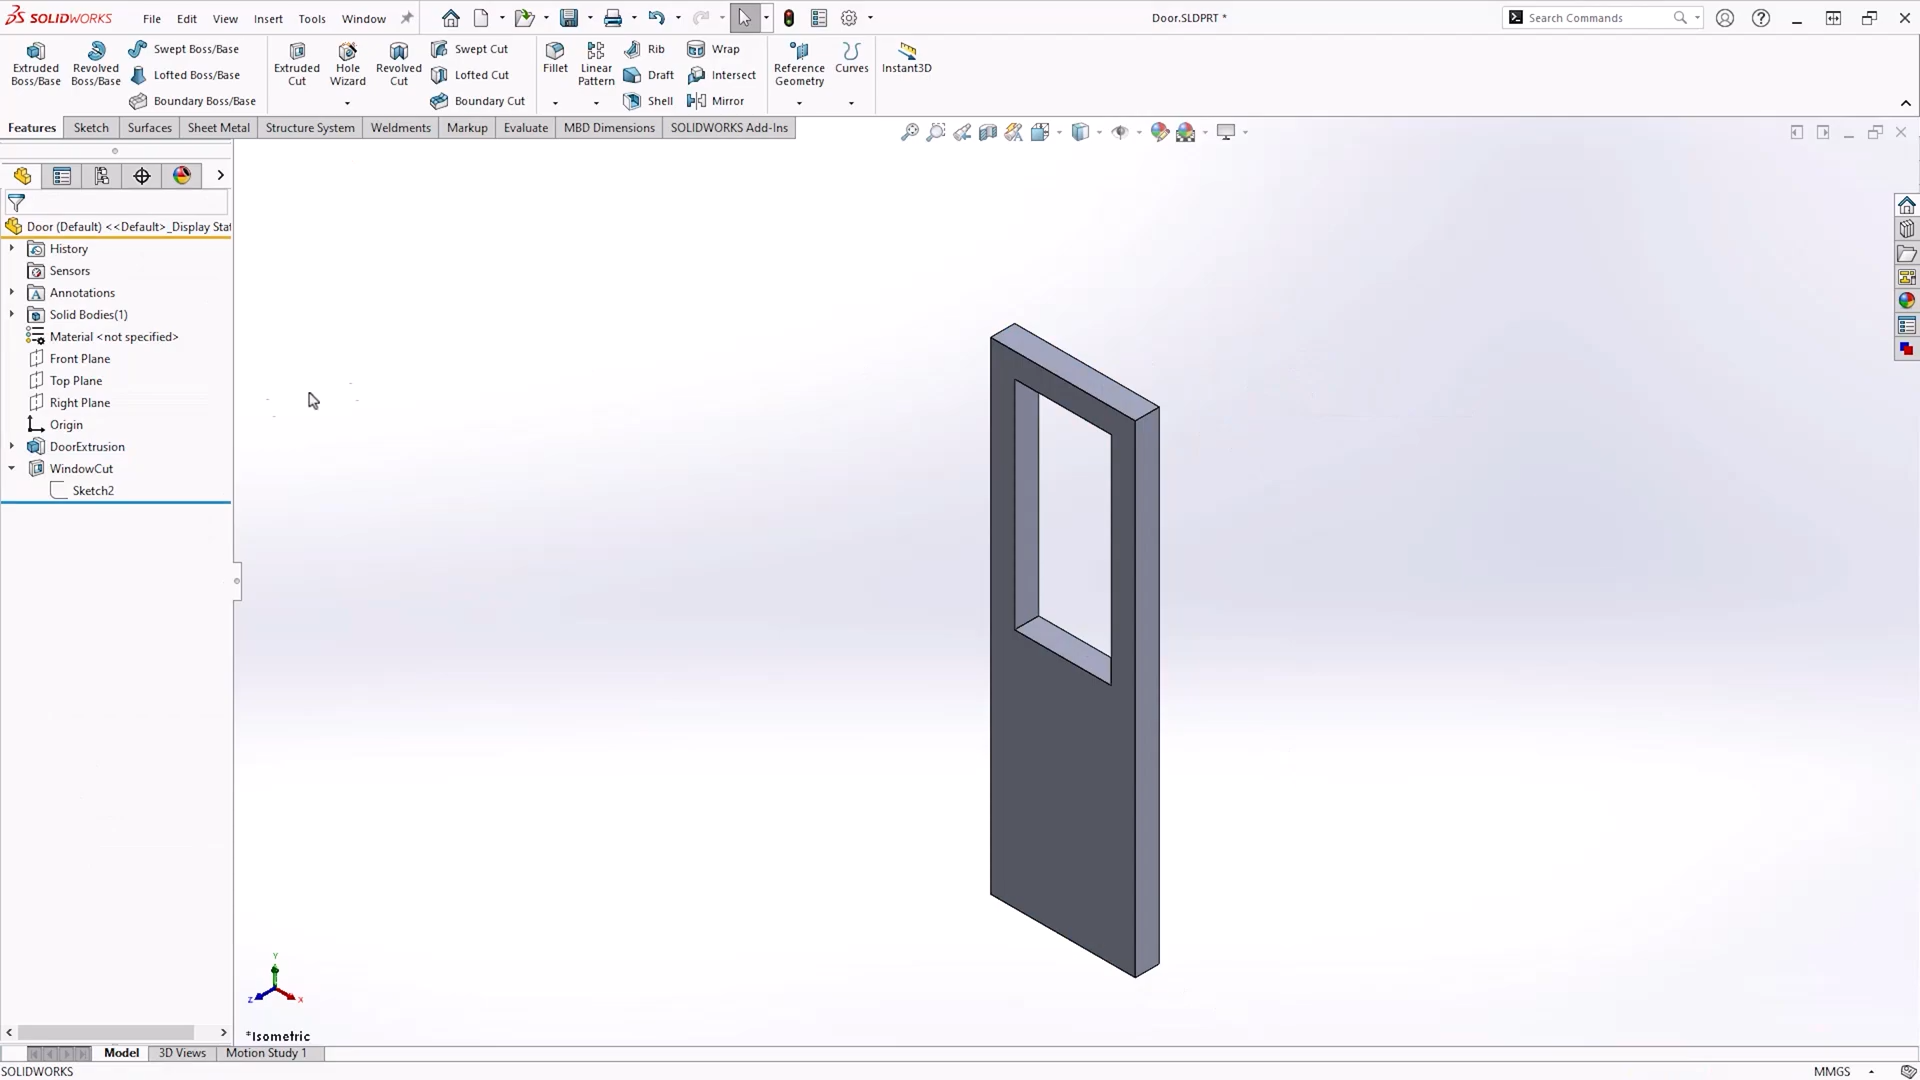 SOLIDWORKS File Edit View Insert Tools Window Door.SLDPRT * Search Commands
Extruded Boss/Base
Revolved Boss/Base
Swept Boss/Base
Lofted Boss/Base
Boundary Boss/Base
Extruded Cut
Hole Wizard
Revolved Cut
Swept Cut
Lofted Cut
Boundary Cut
Fillet
Linear Pattern
Rib
Draft
Shell
Wrap
Intersect
Mirror
Reference Geometry
Curves
Instant3D
Features Sketch Surfaces Sheet Metal Structure System Weldments Markup Evaluate MBD Dimensions SOLIDWORKS Add-Ins
Door (Default) <<Default>_Display Stat
History
Sensors
Annotations
Solid Bodies(1)
Material <not specified>
Front Plane
Top Plane
Right Plane
Origin
DoorExtrusion
WindowCut
Sketch2
Y
Z X
*Isometric
Model 3D Views Motion Study 1
SOLIDWORKS MMGS